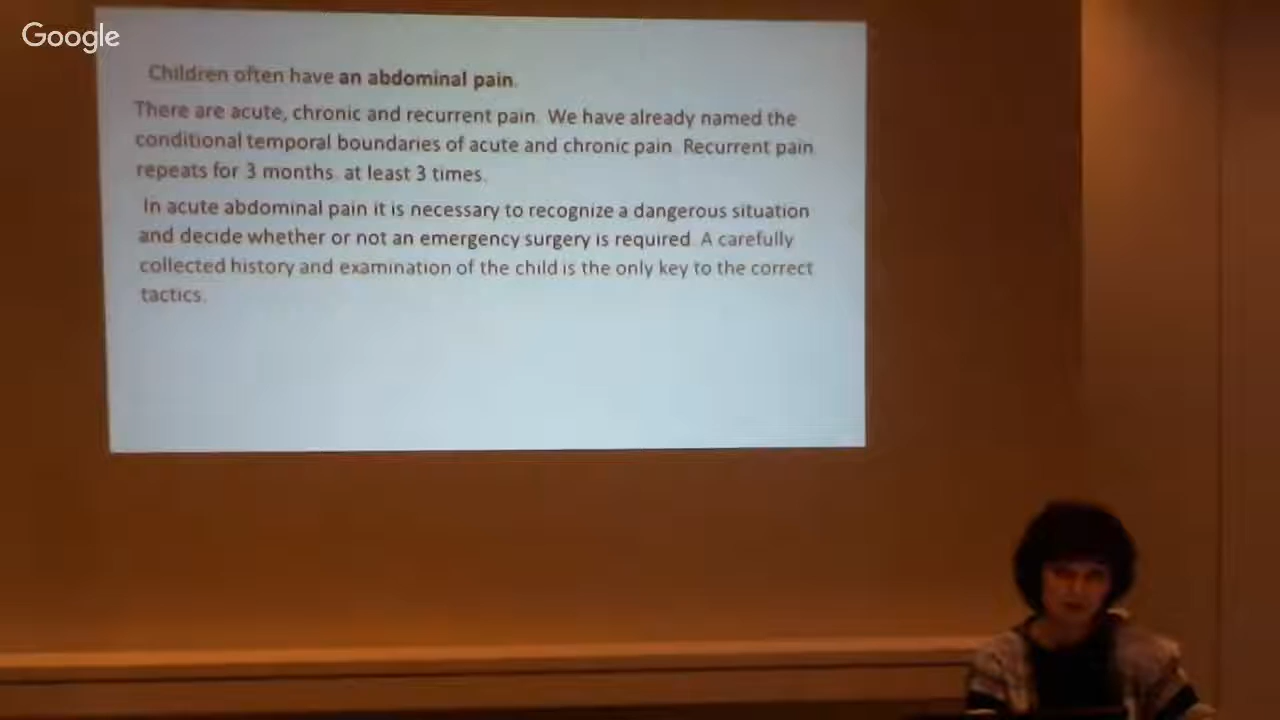 Google
Children often have an abdominal pain.
There are acute, chronic and recurrent pain. We have already named the
conditional temporal boundaries of acute and chronic pain. Recurrent pain
repeats for 3 months at least 3 times.
In acute abdominal pain it is necessary to recognize a dangerous situation
and decide whether or not an emergency surgery is required. A carefully
collected history and examination of the child is the only key to the correct
tactics.